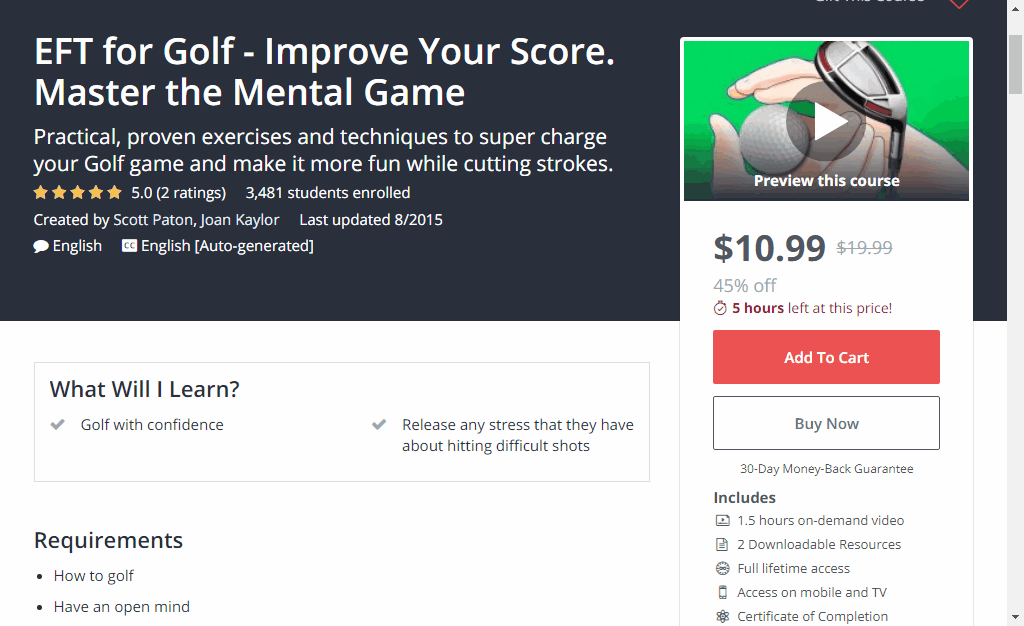 Gift This Course
EFT for Golf - Improve Your Score.
Master the Mental Game
Practical, proven exercises and techniques to super charge
your Golf game and make it more fun while cutting strokes.
5.0 (2 ratings) 3,481 students enrolled
Created by Scott Paton, Joan Kaylor Last updated 8/2015
English CC English [Auto-generated]
Preview this course
$10.99 $19.99
45% off
5 hours left at this price!
Add To Cart
Buy Now
30-Day Money-Back Guarantee
Includes
1.5 hours on-demand video
2 Downloadable Resources
Full lifetime access
Access on mobile and TV
Certificate of Completion
What Will I Learn?
Golf with confidence
Release any stress that they have
about hitting difficult shots
Requirements
How to golf
Have an open mind